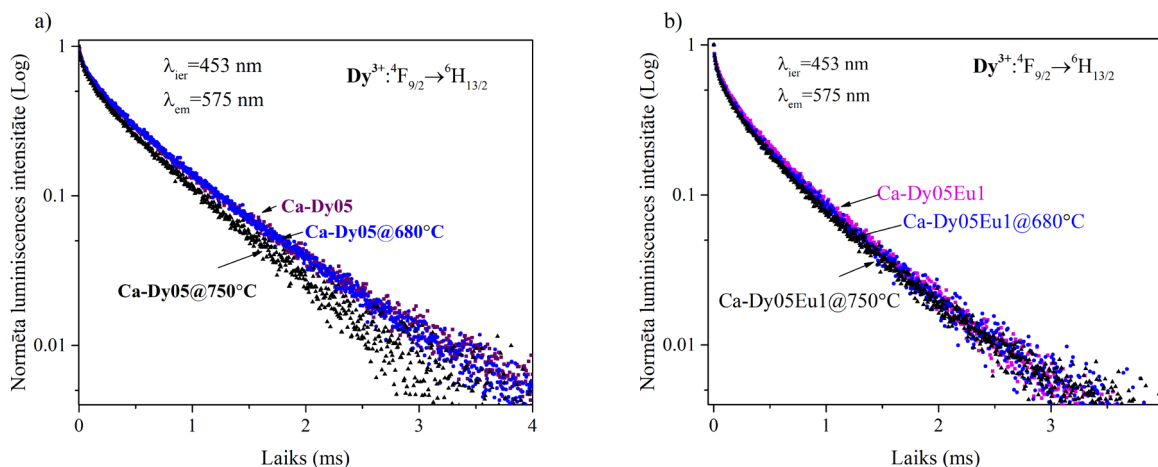 a)
Normēta luminiscences intensitāte (Log)
1
0.1
0.01
λier=453 nm
λem=575 nm
Dy3+:4F9/2→6H13/2
Ca-Dy05
Ca-Dy05@680°C
Ca-Dy05@750°C
0 1 2 3 4
Laiks (ms)
b)
Normēta luminiscences intensitāte (Log)
1
0.1
0.01
λier=453 nm
λem=575 nm
Dy3+:4F9/2→6H13/2
Ca-Dy05Eu1
Ca-Dy05Eu1@680°C
Ca-Dy05Eu1@750°C
0 1 2 3
Laiks (ms)